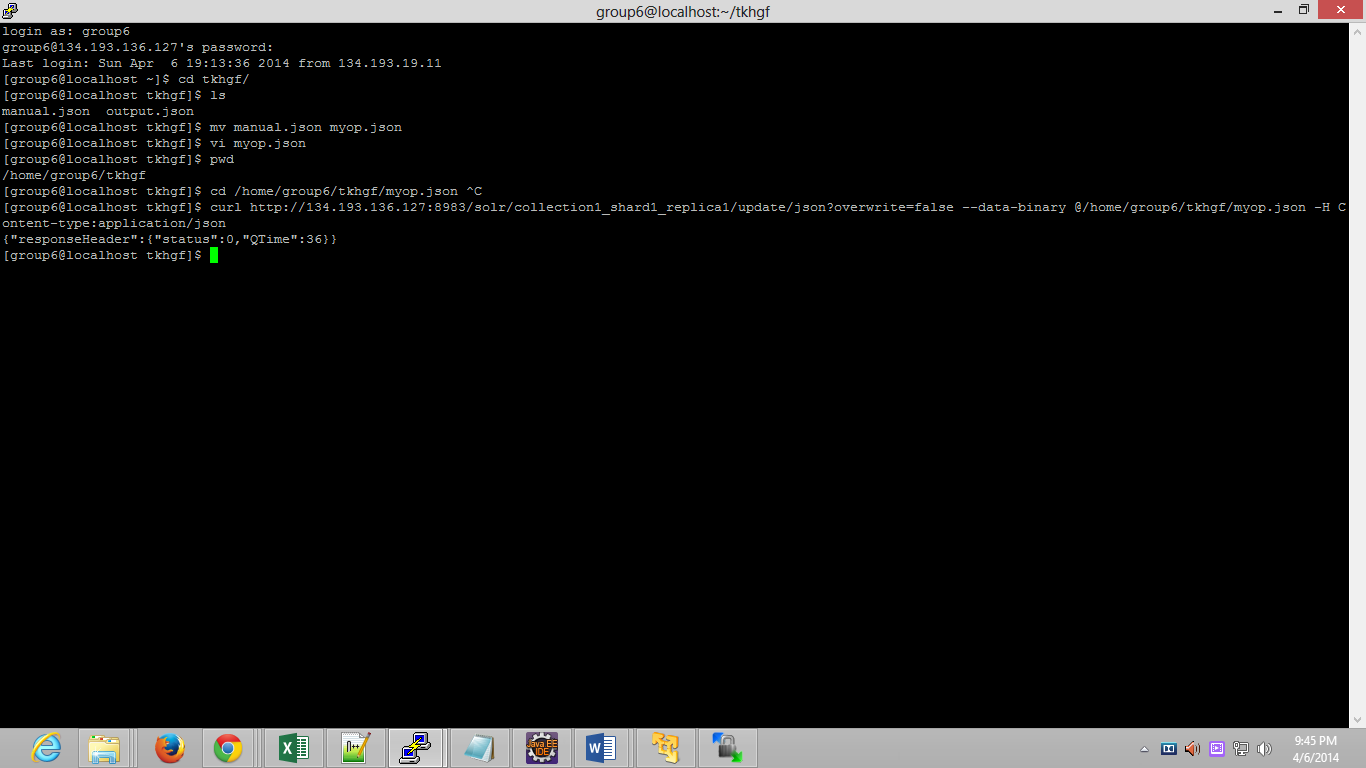 group6@localhost:~/tkhgf
login as: group6
group6@134.193.136.127's password:
Last login: Sun Apr  6 19:13:36 2014 from 134.193.19.11
[group6@localhost ~]$ cd tkhgf/
[group6@localhost tkhgf]$ ls
manual.json  output.json
[group6@localhost tkhgf]$ mv manual.json myop.json
[group6@localhost tkhgf]$ vi myop.json
[group6@localhost tkhgf]$ pwd
/home/group6/tkhgf
[group6@localhost tkhgf]$ cd /home/group6/tkhgf/myop.json ^C
[group6@localhost tkhgf]$ curl http://134.193.136.127:8983/solr/collection1_shard1_replica1/update/json?overwrite=false --data-binary @/home/group6/tkhgf/myop.json -H C
ontent-type:application/json
{"responseHeader":{"status":0,"QTime":36}}
[group6@localhost tkhgf]$
Java EE
IDE
9:45 PM
4/6/2014